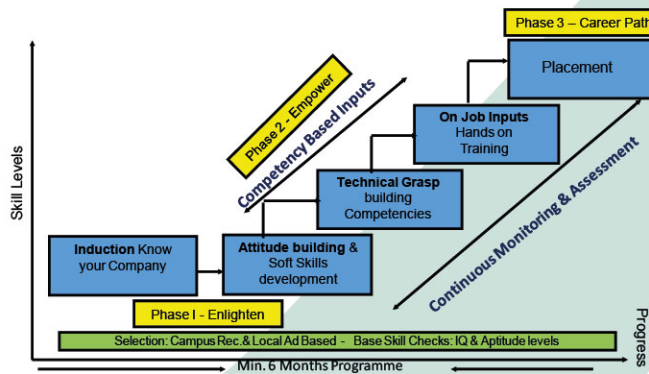 Phase 3 – Career Path
Placement
Phase 2 - Empower
Competency Based Inputs
On Job Inputs
Hands on
Training
Technical Grasp
building
Competencies
Continuous Monitoring & Assessment
Skill Levels
Induction Know
your Company
Attitude building &
Soft Skills
development
Phase I - Enlighten
Progress
Selection: Campus Rec.& Local Ad Based - Base Skill Checks: IQ & Aptitude levels
Min. 6 Months Programme